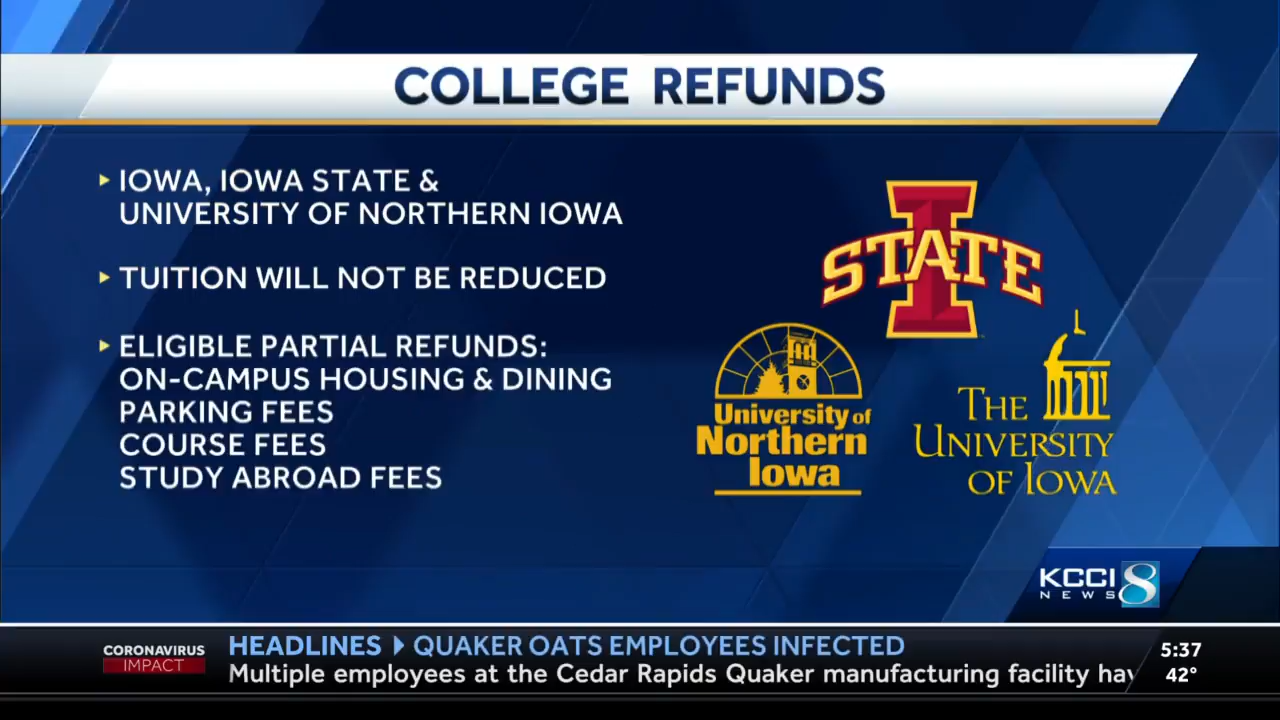 COLLEGE REFUNDS
IOWA, IOWA STATE &
UNIVERSITY OF NORTHERN IOWA
TUITION WILL NOT BE REDUCED
ELIGIBLE PARTIAL REFUNDS:
ON-CAMPUS HOUSING & DINING
PARKING FEES
COURSE FEES
STUDY ABROAD FEES
I
STATE
University of
Northern
Iowa
THE
UNIVERSITY
OF IOWA
KCCI 8
NEWS
CORONAVIRUS
IMPACT
HEADLINES QUAKER OATS EMPLOYEES INFECTED
Multiple employees at the Cedar Rapids Quaker manufacturing facility hav
5:37
42°